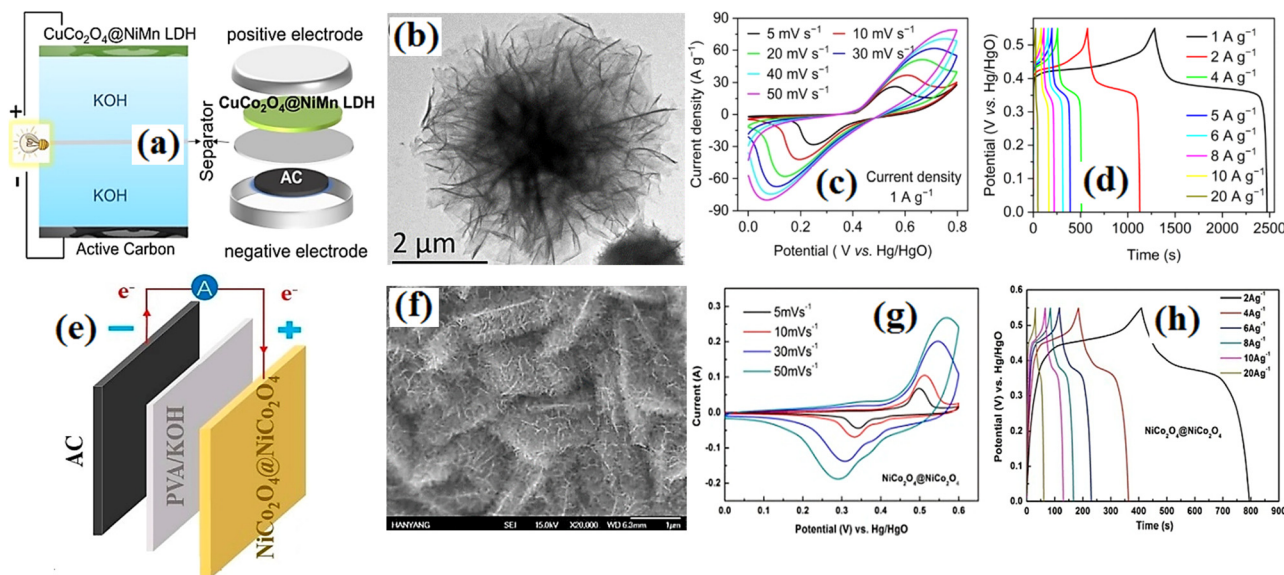 CuCo₂O₄@NiMn LDH
KOH
(a)
KOH
Active Carbon
+
-
Separator
positive electrode
CuCo₂O₄@NiMn LDH
AC
negative electrode
(b)
2 μm
Current density (A g⁻¹)
90
60
30
0
-30
-60
-90
5 mV s⁻¹
10 mV s⁻¹
20 mV s⁻¹
30 mV s⁻¹
40 mV s⁻¹
50 mV s⁻¹
(c)
Current density
1 A g⁻¹
0.0 0.2 0.4 0.6 0.8
Potential ( V vs. Hg/HgO)
Potential (V vs. Hg/HgO)
0.5
0.4
0.3
0.2
0.1
0.0
1 A g⁻¹
2 A g⁻¹
4 A g⁻¹
5 A g⁻¹
6 A g⁻¹
8 A g⁻¹
10 A g⁻¹
20 A g⁻¹
(d)
0 500 1000 1500 2000 2500
Time (s)
(e)
e⁻
A
e⁻
−
+
AC
PVA/KOH
NiCo₂O₄@NiCo₂O₄
(f)
HANYANG SEI 15.0kV X20,000 WD 6.3mm 1μm
Current (A)
0.3
0.2
0.1
0.0
-0.1
-0.2
-0.3
5mVs⁻¹
10mVs⁻¹
30mVs⁻¹
50mVs⁻¹
(g)
NiCo₂O₄@NiCo₂O₄
0.0 0.1 0.2 0.3 0.4 0.5 0.6
Potential (V) vs. Hg/HgO
Potential (V) vs. Hg/HgO
0.6
0.4
0.2
0.0
2Ag⁻¹
4Ag⁻¹
6Ag⁻¹
8Ag⁻¹
10Ag⁻¹
20Ag⁻¹
(h)
NiCo₂O₄@NiCo₂O₄
0 100 200 300 400 500 600 700 800 900
Time (s)